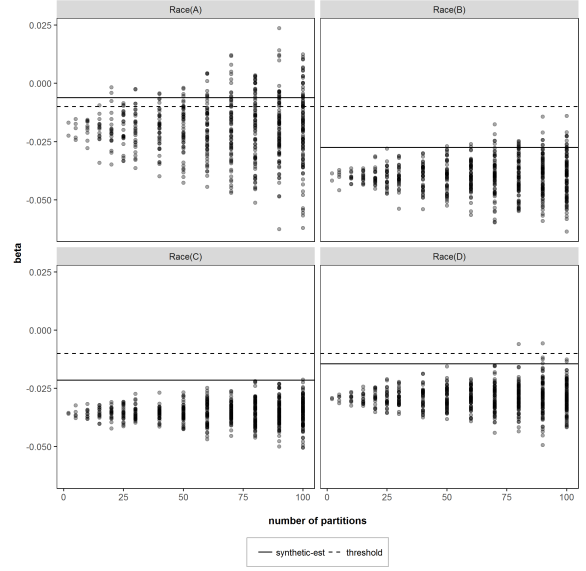 Race(A) Race(B)
0.025
0.000
-0.025
-0.050
beta
Race(C) Race(D)
0.025
0.000
-0.025
-0.050
0 25 50 75 100 0 25 50 75 100
number of partitions
synthetic-est threshold